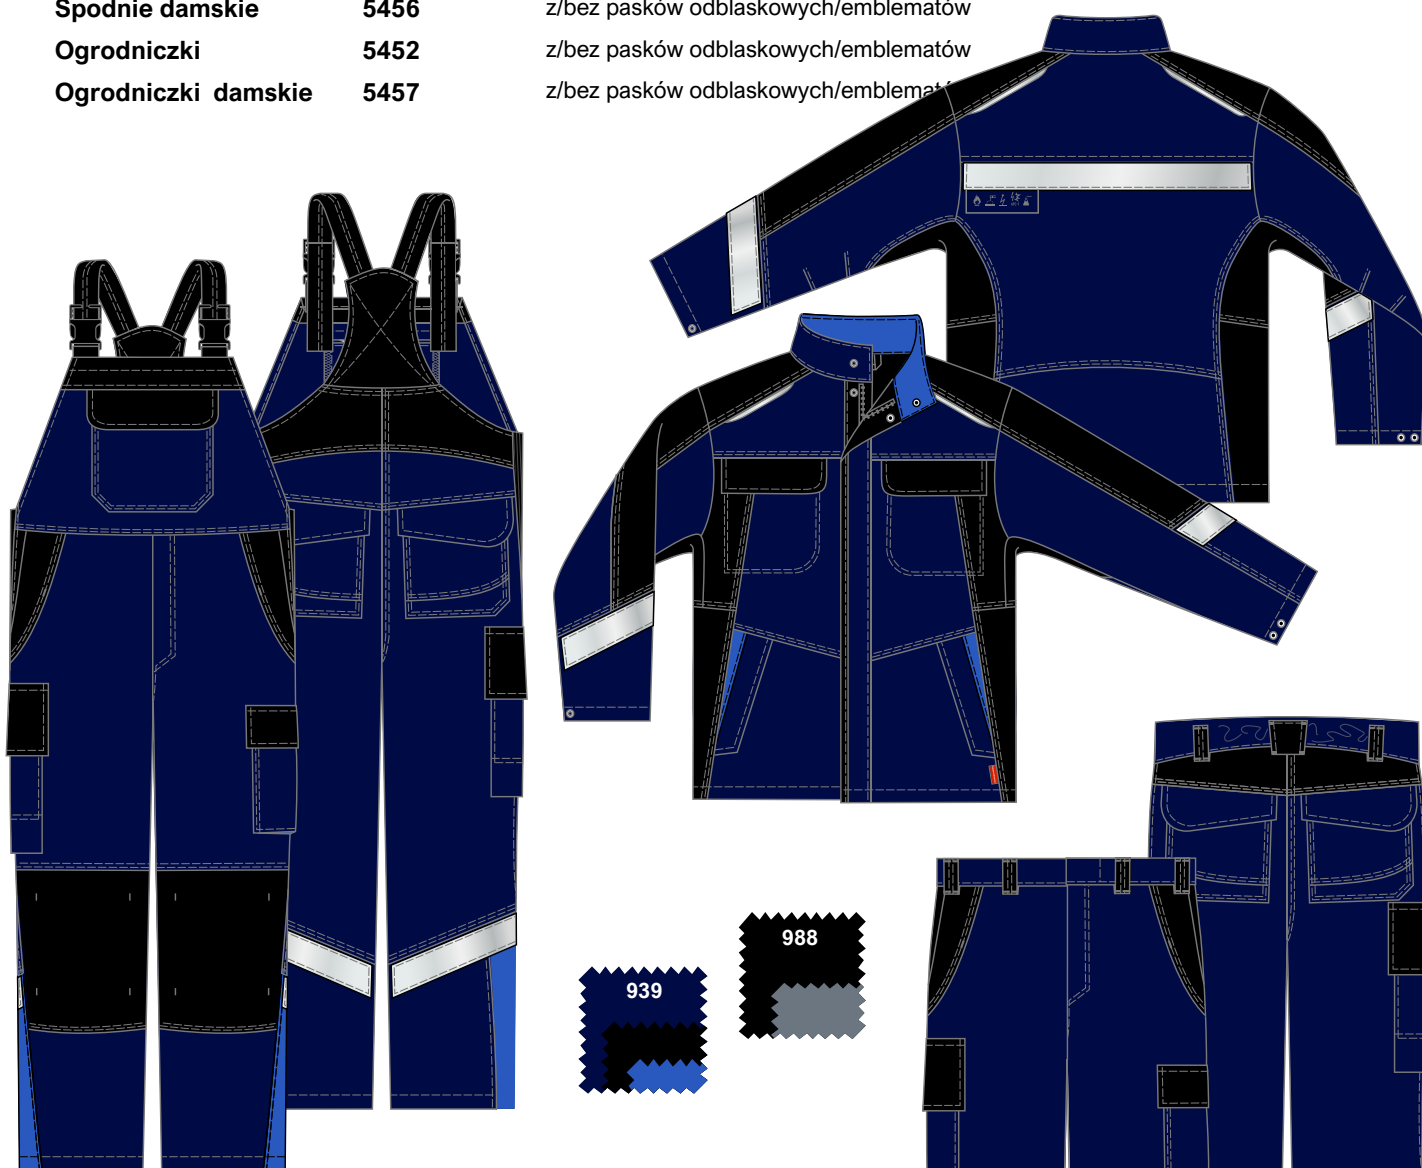 Spodnie damskie 5456 z/bez pasków odblaskowych/emblematów
Ogrodniczki 5452 z/bez pasków odblaskowych/emblematów
Ogrodniczki damskie 5457 z/bez pasków odblaskowych/emblematów
988
939